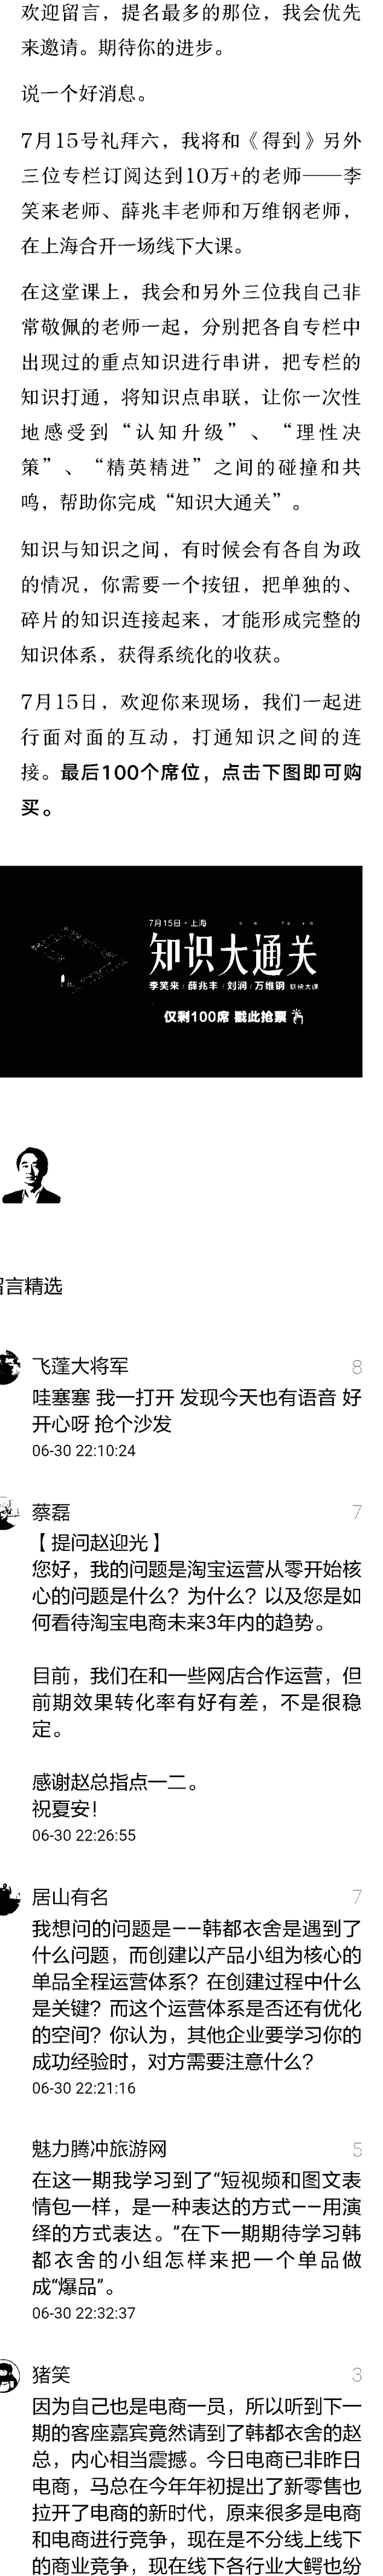 欢迎留言，提名最多的那位，我会优先
来邀请。期待你的进步。
说一个好消息。
7月15号礼拜六，我将和《得到》另外
三位专栏订阅达到10万+的老师——李
笑来老师、薛兆丰老师和万维钢老师，
在上海合开一场线下大课。
在这堂课上，我会和另外三位我自己非
常敬佩的老师一起，分别把各自专栏中
出现过的重点知识进行串讲，把专栏的
知识打通，将知识点串联，让你一次性
地感受到“认知升级”、“理性决
策”、“精英精进”之间的碰撞和共
鸣，帮助你完成“知识大通关”。
知识与知识之间，有时候会有各自为政
的情况，你需要一个按钮，把单独的、
碎片的知识连接起来，才能形成完整的
知识体系，获得系统化的收获。
7月15日，欢迎你来现场，我们一起进
行面对面的互动，打通知识之间的连
接。最后100个席位，点击下图即可购
买。
7月15日·上海
知识大通关
李笑来/薛兆丰/刘润/万维钢 联袂大课
仅剩100席 戳此抢票
留言精选
飞蓬大将军 8
哇塞塞 我一打开 发现今天也有语音 好
开心呀 抢个沙发
06-30 22:10:24
蔡磊 7
【提问赵迎光】
您好，我的问题是淘宝运营从零开始核
心的问题是什么？为什么？以及您是如
何看待淘宝电商未来3年内的趋势。
目前，我们在和一些网店合作运营，但
前期效果转化率有好有差，不是很稳
定。
感谢赵总指点一二。
祝夏安！
06-30 22:26:55
居山有名 7
我想问的问题是——韩都衣舍是遇到了
什么问题，而创建以产品小组为核心的
单品全程运营体系？在创建过程中什么
是关键？而这个运营体系是否还有优化
的空间？你认为，其他企业要学习你的
成功经验时，对方需要注意什么？
06-30 22:21:16
魅力腾冲旅游网 5
在这一期我学习到了“短视频和图文表
情包一样，是一种表达的方式——用演
绎的方式表达。”在下一期期待学习韩
都衣舍的小组怎样来把一个单品做
成“爆品”。
06-30 22:32:37
猪笑 3
因为自己也是电商一员，所以听到下一
期的客座嘉宾竟然请到了韩都衣舍的赵
总，内心相当震撼。今日电商已非昨日
电商，马总在今年年初提出了新零售也
拉开了电商的新时代，原来很多是电商
和电商进行竞争，现在是不分线上线下
的商业竞争，现在线下各行业大鳄也纷